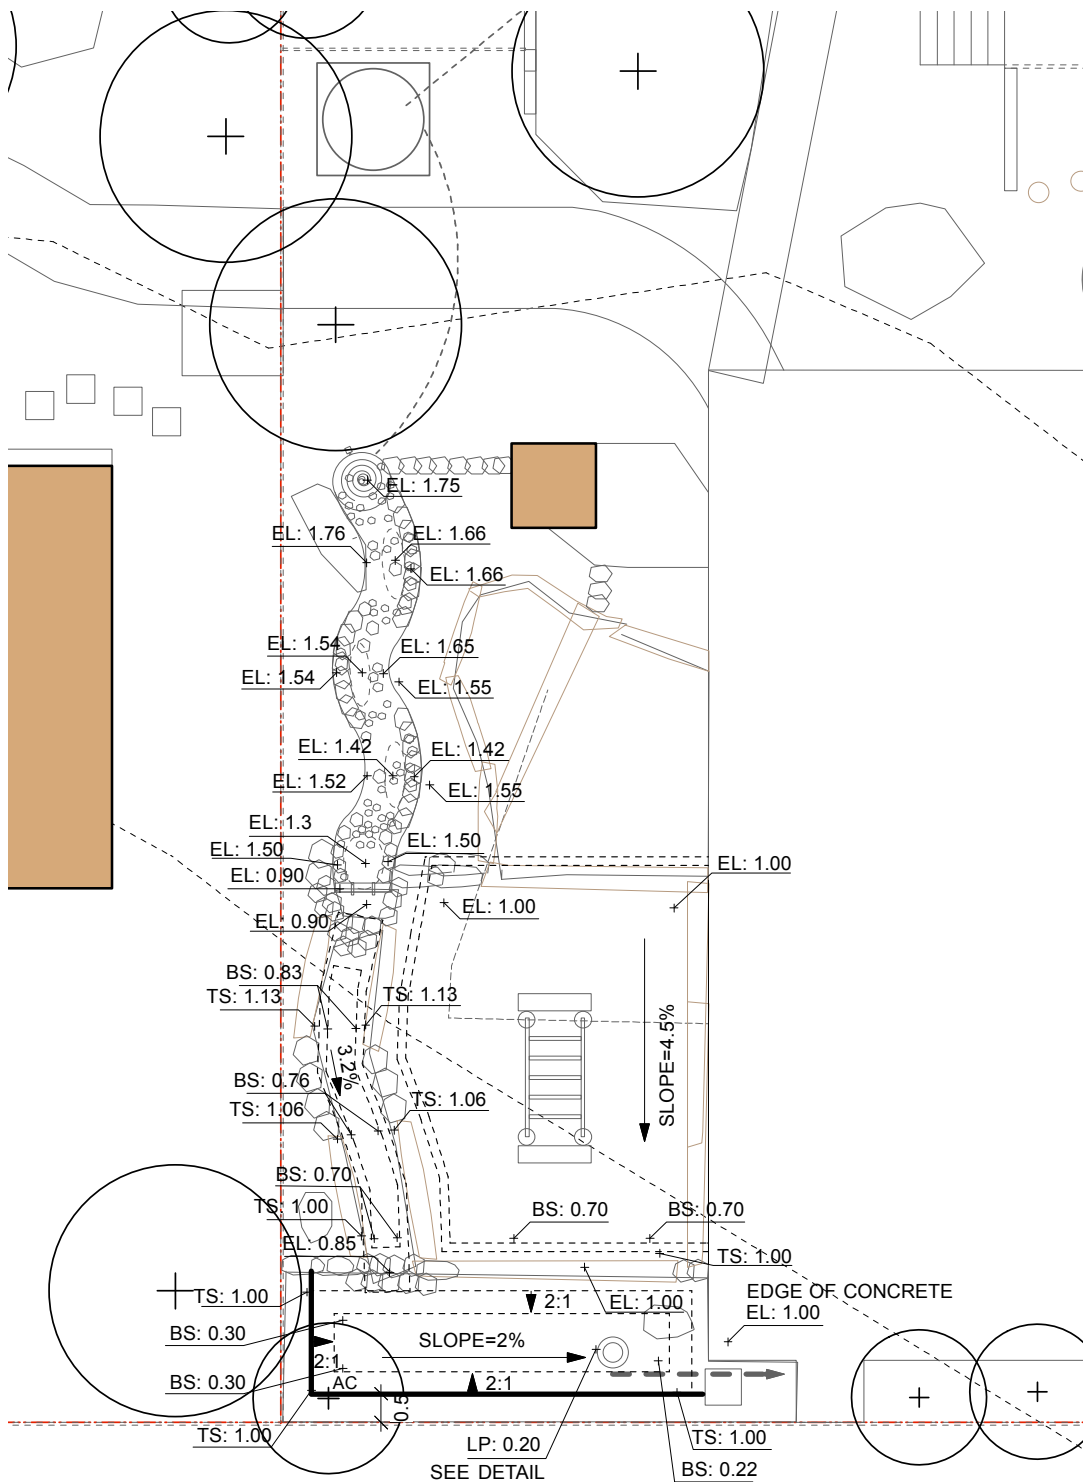 EL: 1.75
EL: 1.76
EL: 1.66
EL: 1.66
EL: 1.54
EL: 1.65
EL: 1.54
EL: 1.55
EL: 1.42
EL: 1.42
EL: 1.52
EL: 1.55
EL: 1.3
EL: 1.50
EL: 1.50
EL: 1.00
EL: 0.90
EL: 1.00
EL: 0.90
BS: 0.83
TS: 1.13
TS: 1.13
3.2%
SLOPE=4.5%
BS: 0.76
TS: 1.06
TS: 1.06
BS: 0.70
TS: 1.00
BS: 0.70
BS: 0.70
EL: 0.85
TS: 1.00
TS: 1.00
2:1
EL: 1.00
EDGE OF CONCRETE
EL: 1.00
BS: 0.30
SLOPE=2%
2:1
BS: 0.30
AC
2:1
0.5
TS: 1.00
LP: 0.20
SEE DETAIL
TS: 1.00
BS: 0.22